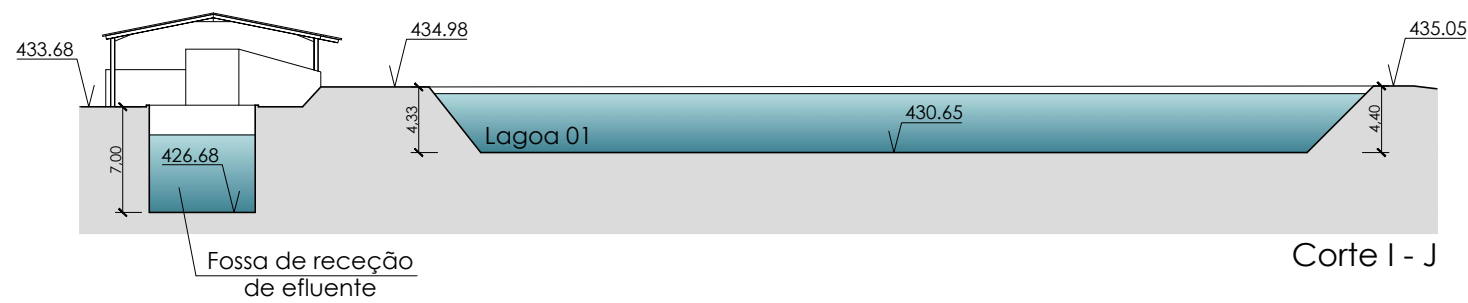 433.68
434.98
435.05
4,33
430.65
4,40
Lagoa 01
7,00
426.68
Corte I - J
Fossa de receção
de efluente